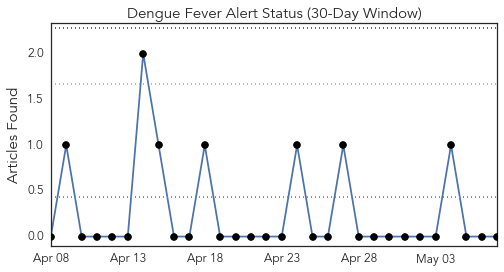 Dengue Fever Alert Status (30-Day Window)
Articles Found
2.0
1.5
1.0
0.5
0.0
Apr 08 Apr 13 Apr 18 Apr 23 Apr 28 May 03